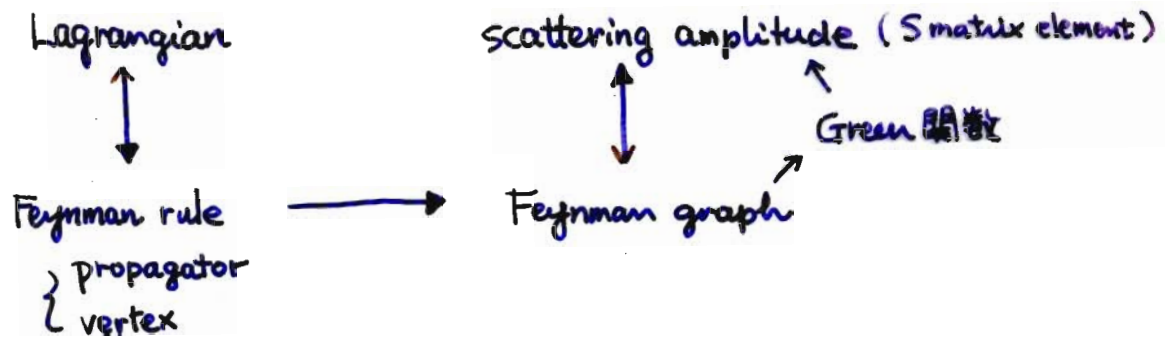 Lagrangian
scattering amplitude (S matrix element)
Green 関数
Feynman rule
Feynman graph
propagator
vertex